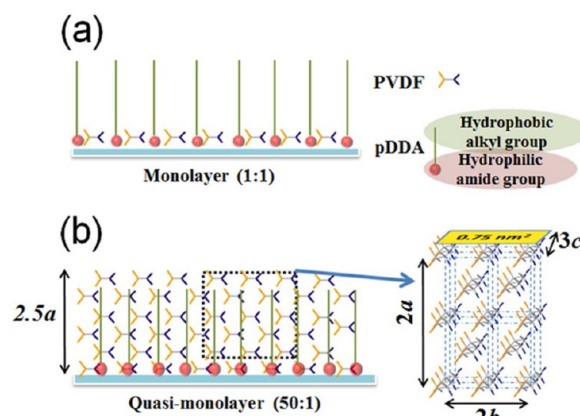 (a)
PVDF
pDDA
Hydrophobic
alkyl group
Hydrophilic
amide group
Monolayer (1:1)
(b)
2.5a
Quasi-monolayer (50:1)
0.75 nm²
3c
2a
2b